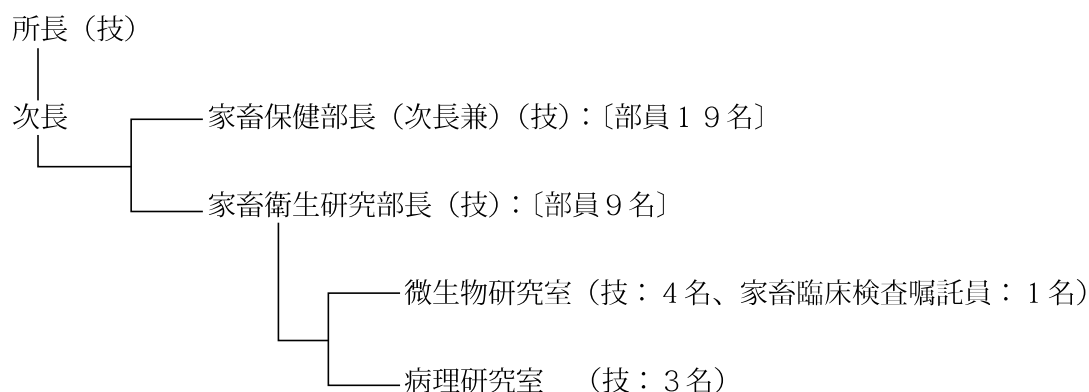 所長（技）
次長
家畜保健部長（次長兼）（技）：〔部員１９名〕
家畜衛生研究部長（技）：〔部員９名〕
微生物研究室（技：４名、家畜臨床検査嘱託員：１名）
病理研究室　（技：３名）